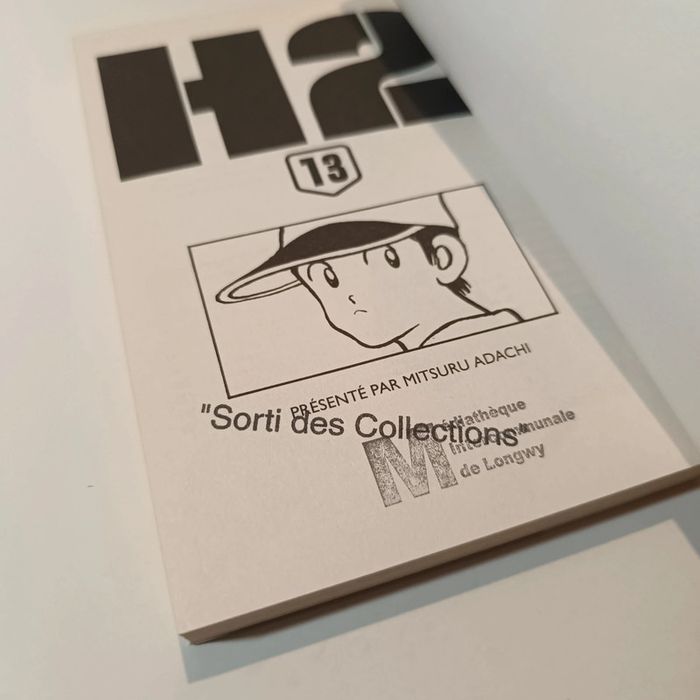 H2
13
PRÉSENTÉ PAR MITSURU ADACHI
"Sorti des Collections"
Médiathèque
intercommunale
de Longwy